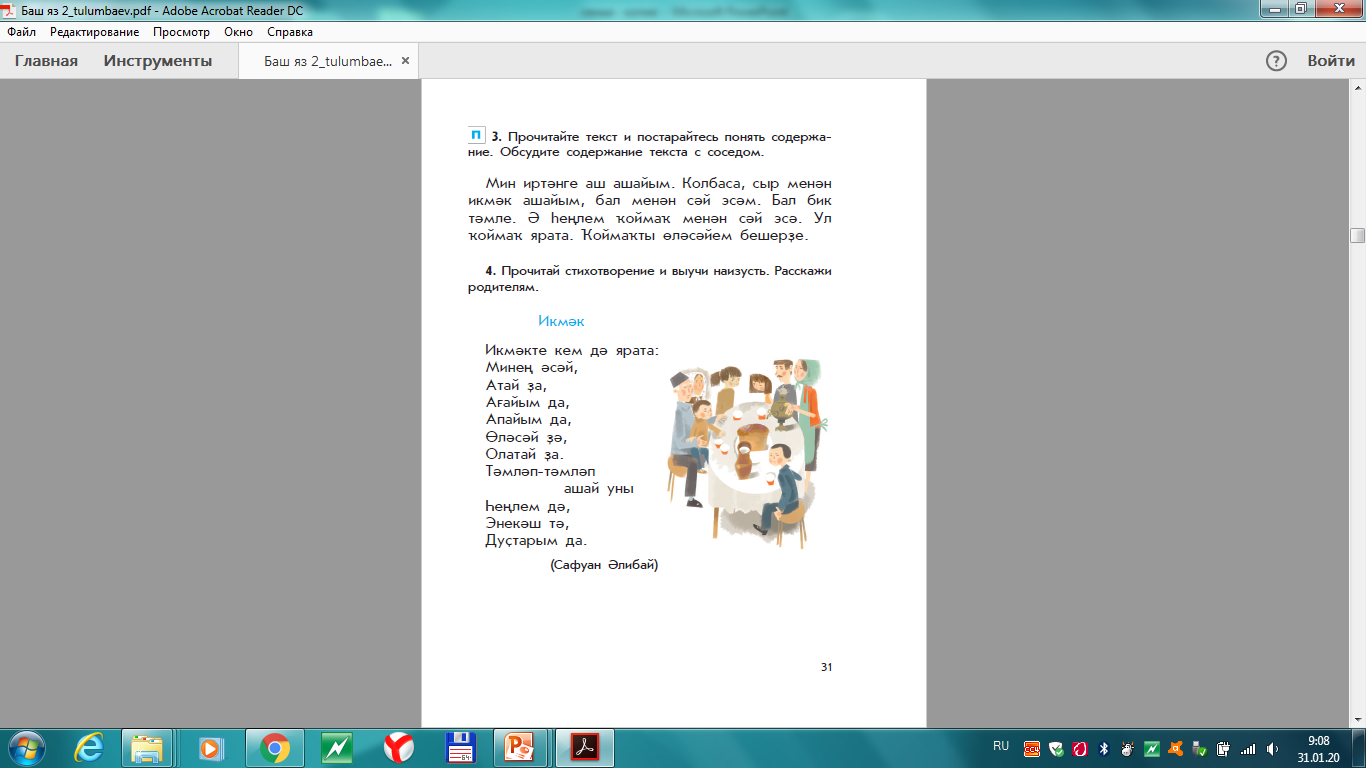 Баш яз 2_tulumbaev.pdf - Adobe Acrobat Reader DC
Файл Редактирование Просмотр Окно Справка
Главная Инструменты Баш яз 2_tulumbae... × ? Войти
П 3. Прочитайте текст и постарайтесь понять содержа-
ние. Обсудите содержание текста с соседом.
Мин иртәнге аш ашайым. Колбаса, сыр менән
икмәк ашайым, бал менән сәй эсәм. Бал бик
тәмле. Ә һеңлем ҡоймаҡ менән сәй эсә. Ул
ҡоймаҡ ярата. Ҡоймаҡты өләсәйем бешерҙе.
4. Прочитай стихотворение и выучи наизусть. Расскажи
родителям.
Икмәк
Икмәкте кем дә ярата:
Минең әсәй,
Атай ҙа,
Ағайым да,
Апайым да,
Өләсәй ҙә,
Олатай ҙа.
Тәмләп-тәмләп
ашай уны
Һеңлем дә,
Энекәш тә,
Дуҫтарым да.
(Сафуан Әлибай)
31
RU 9:08
31.01.20